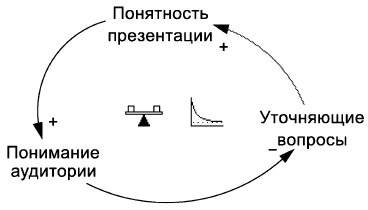 Понятность
презентации
+
+
Уточняющие
вопросы
–
Понимание
аудитории